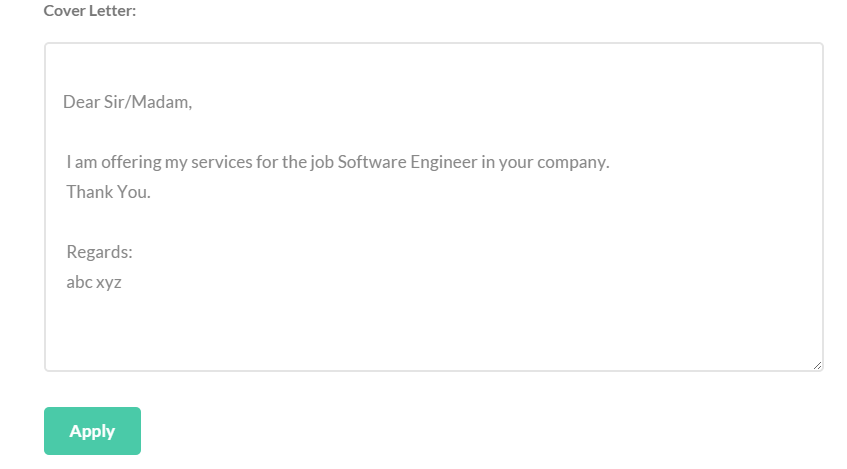 Cover Letter:
Dear Sir/Madam,
I am offering my services for the job Software Engineer in your company.
Thank You.
Regards:
abc xyz
Apply